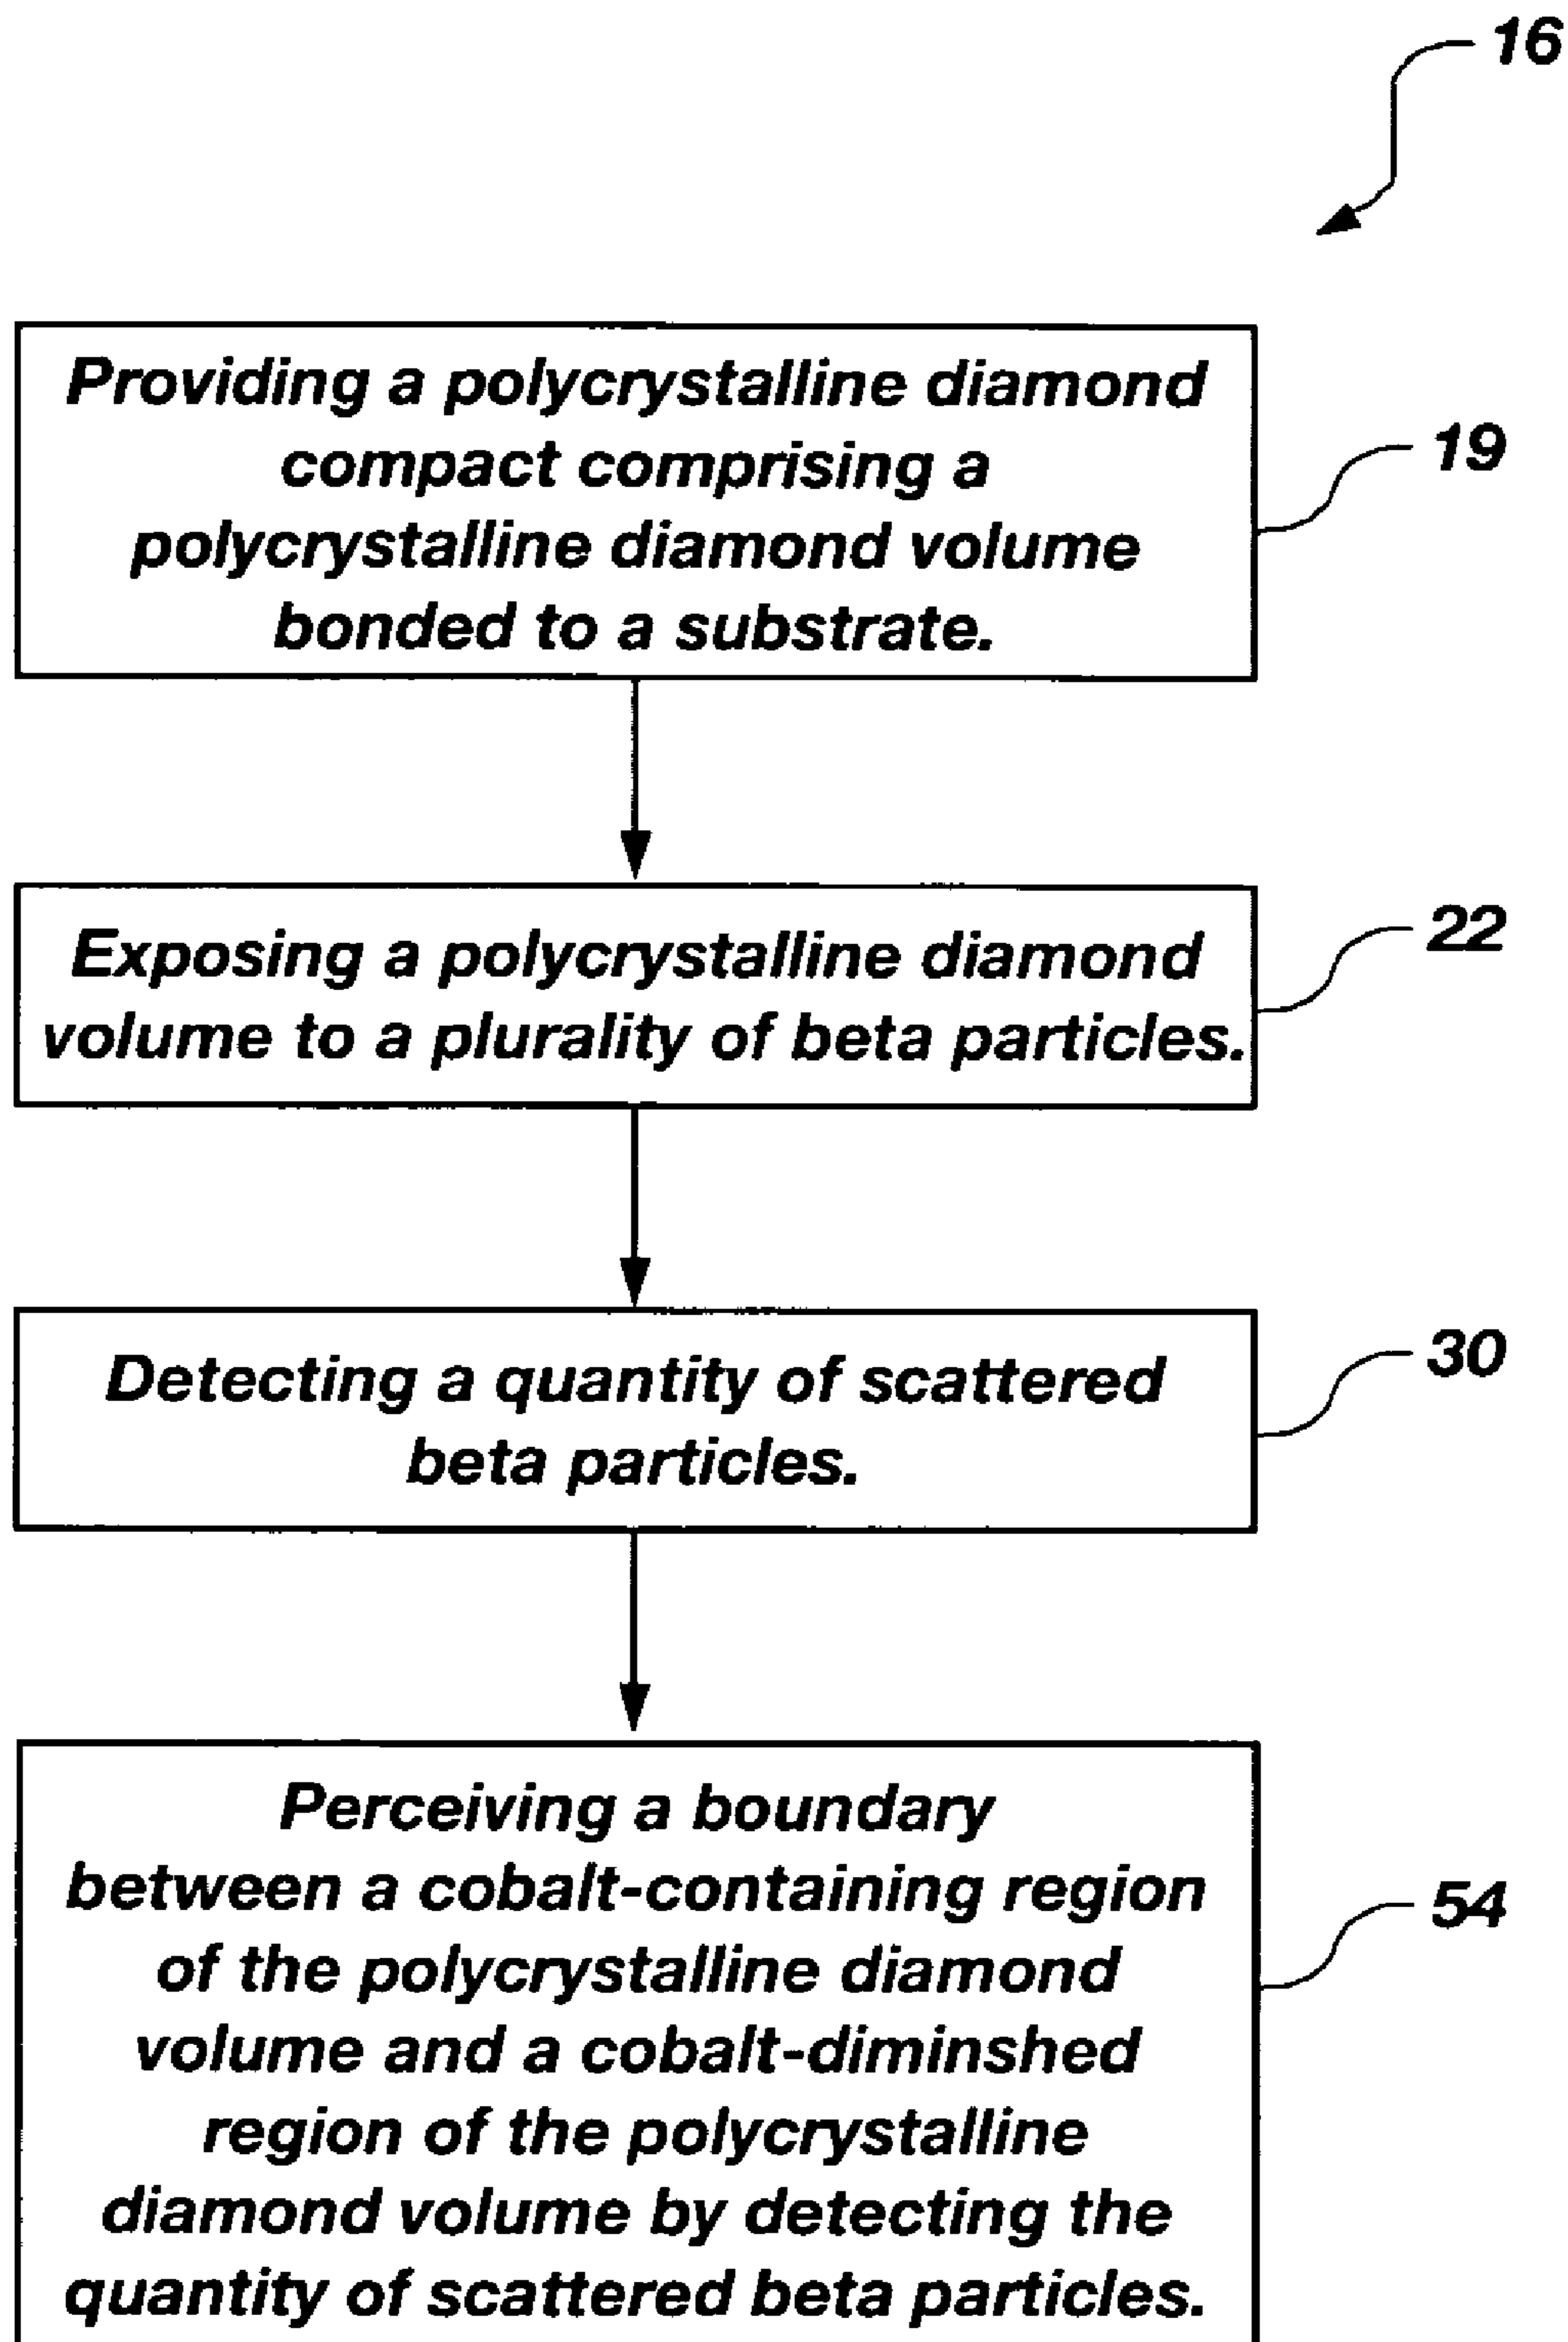 16
Providing a polycrystalline diamond
compact comprising a
polycrystalline diamond volume
bonded to a substrate.
19
Exposing a polycrystalline diamond
volume to a plurality of beta particles.
22
Detecting a quantity of scattered
beta particles.
30
Perceiving a boundary
between a cobalt-containing region
of the polycrystalline diamond
volume and a cobalt-diminshed
region of the polycrystalline
diamond volume by detecting the
quantity of scattered beta particles.
54